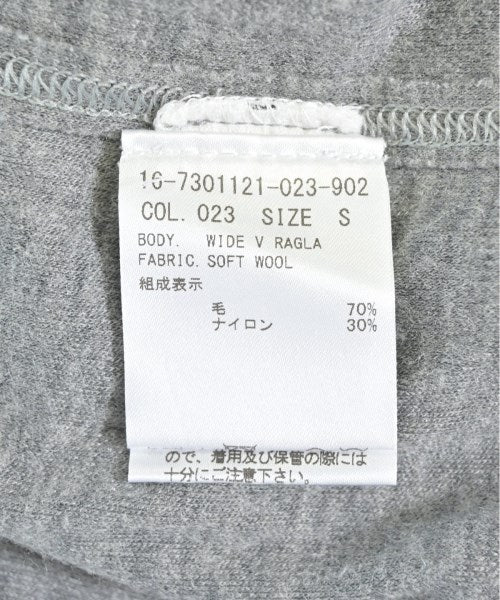 16-7301121-023-902
COL. 023 SIZE S
BODY. WIDE V RAGLA
FABRIC. SOFT WOOL
組成表示
毛 70%
ナイロン 30%
ので、着用及び保管の際には
十分にご注意下さい。